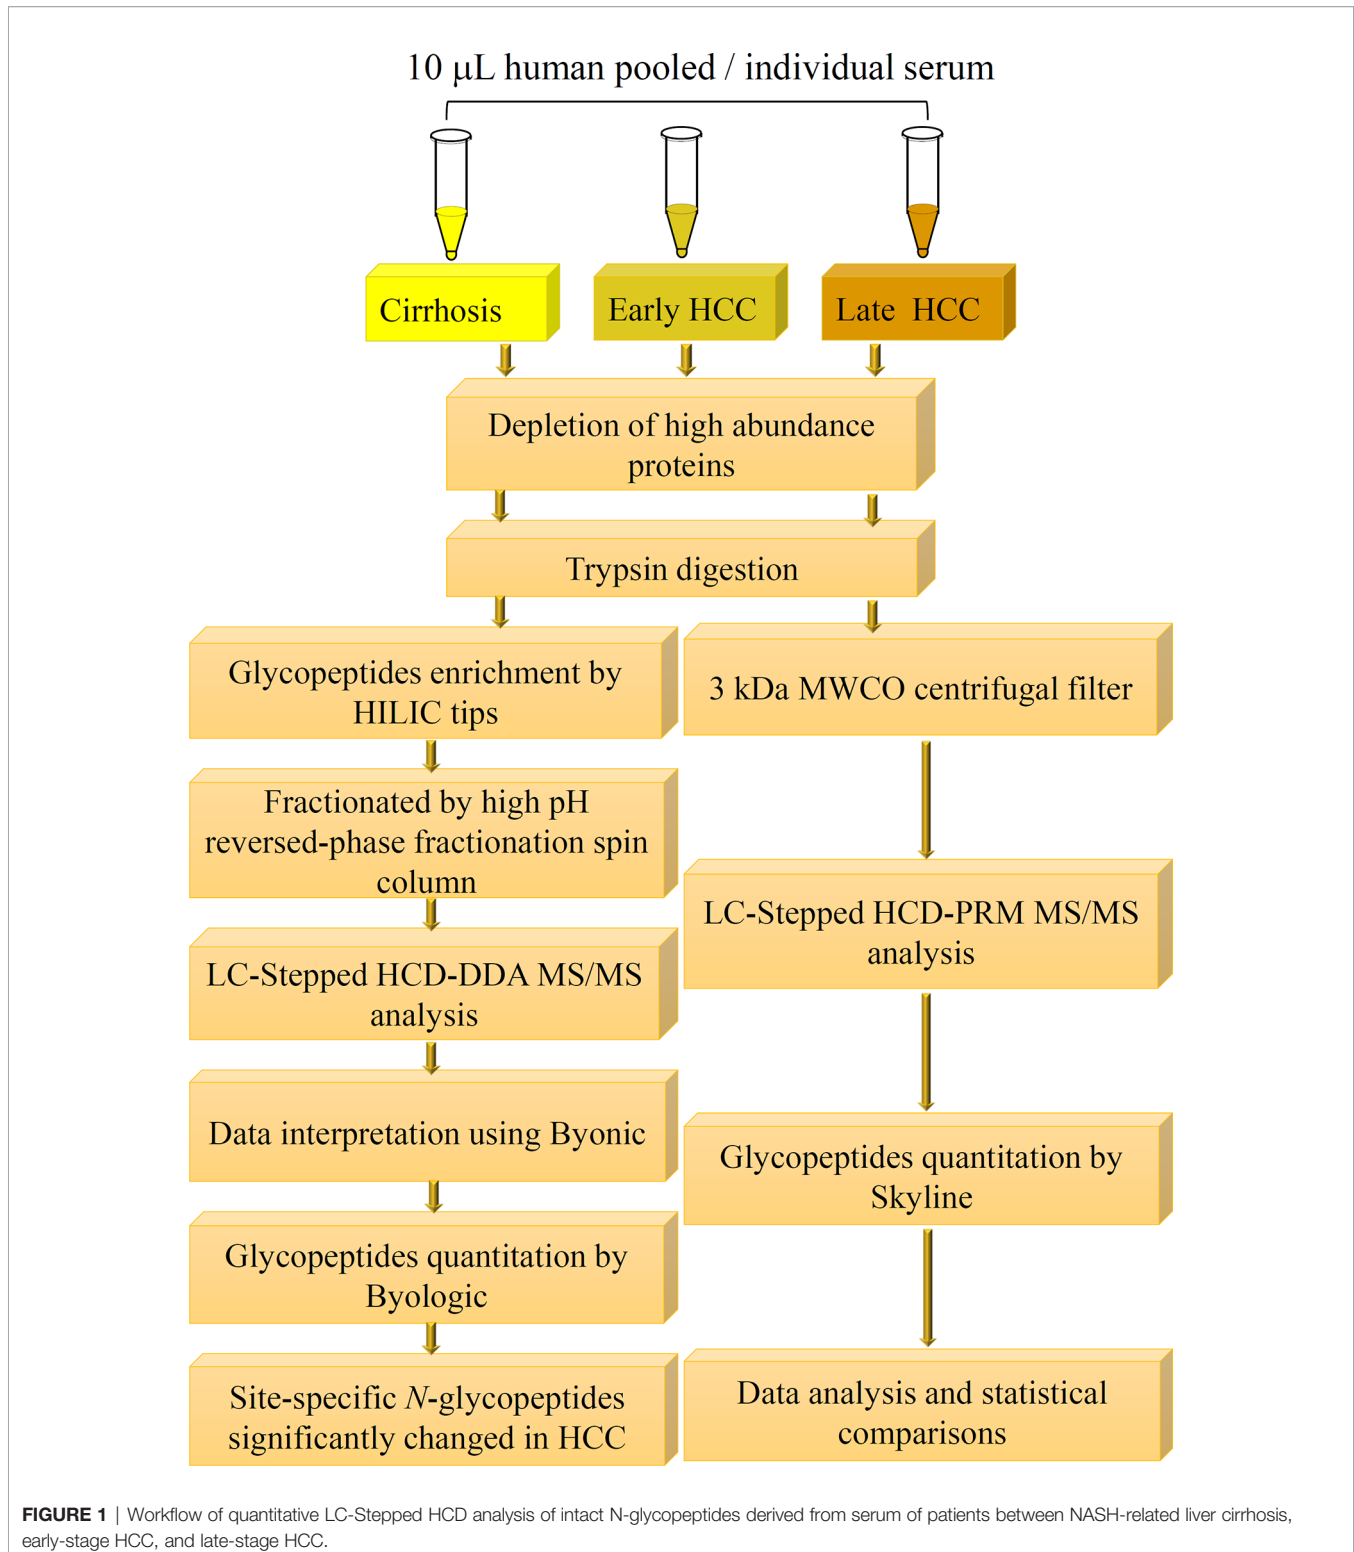 10 μL human pooled / individual serum
Cirrhosis
Early HCC
Late HCC
Depletion of high abundance
proteins
Trypsin digestion
Glycopeptides enrichment by
HILIC tips
Fractionated by high pH
reversed-phase fractionation spin
column
LC-Stepped HCD-DDA MS/MS
analysis
Data interpretation using Byonic
Glycopeptides quantitation by
Byologic
Site-specific N-glycopeptides
significantly changed in HCC
3 kDa MWCO centrifugal filter
LC-Stepped HCD-PRM MS/MS
analysis
Glycopeptides quantitation by
Skyline
Data analysis and statistical
comparisons
FIGURE 1 | Workflow of quantitative LC-Stepped HCD analysis of intact N-glycopeptides derived from serum of patients between NASH-related liver cirrhosis,
early-stage HCC, and late-stage HCC.